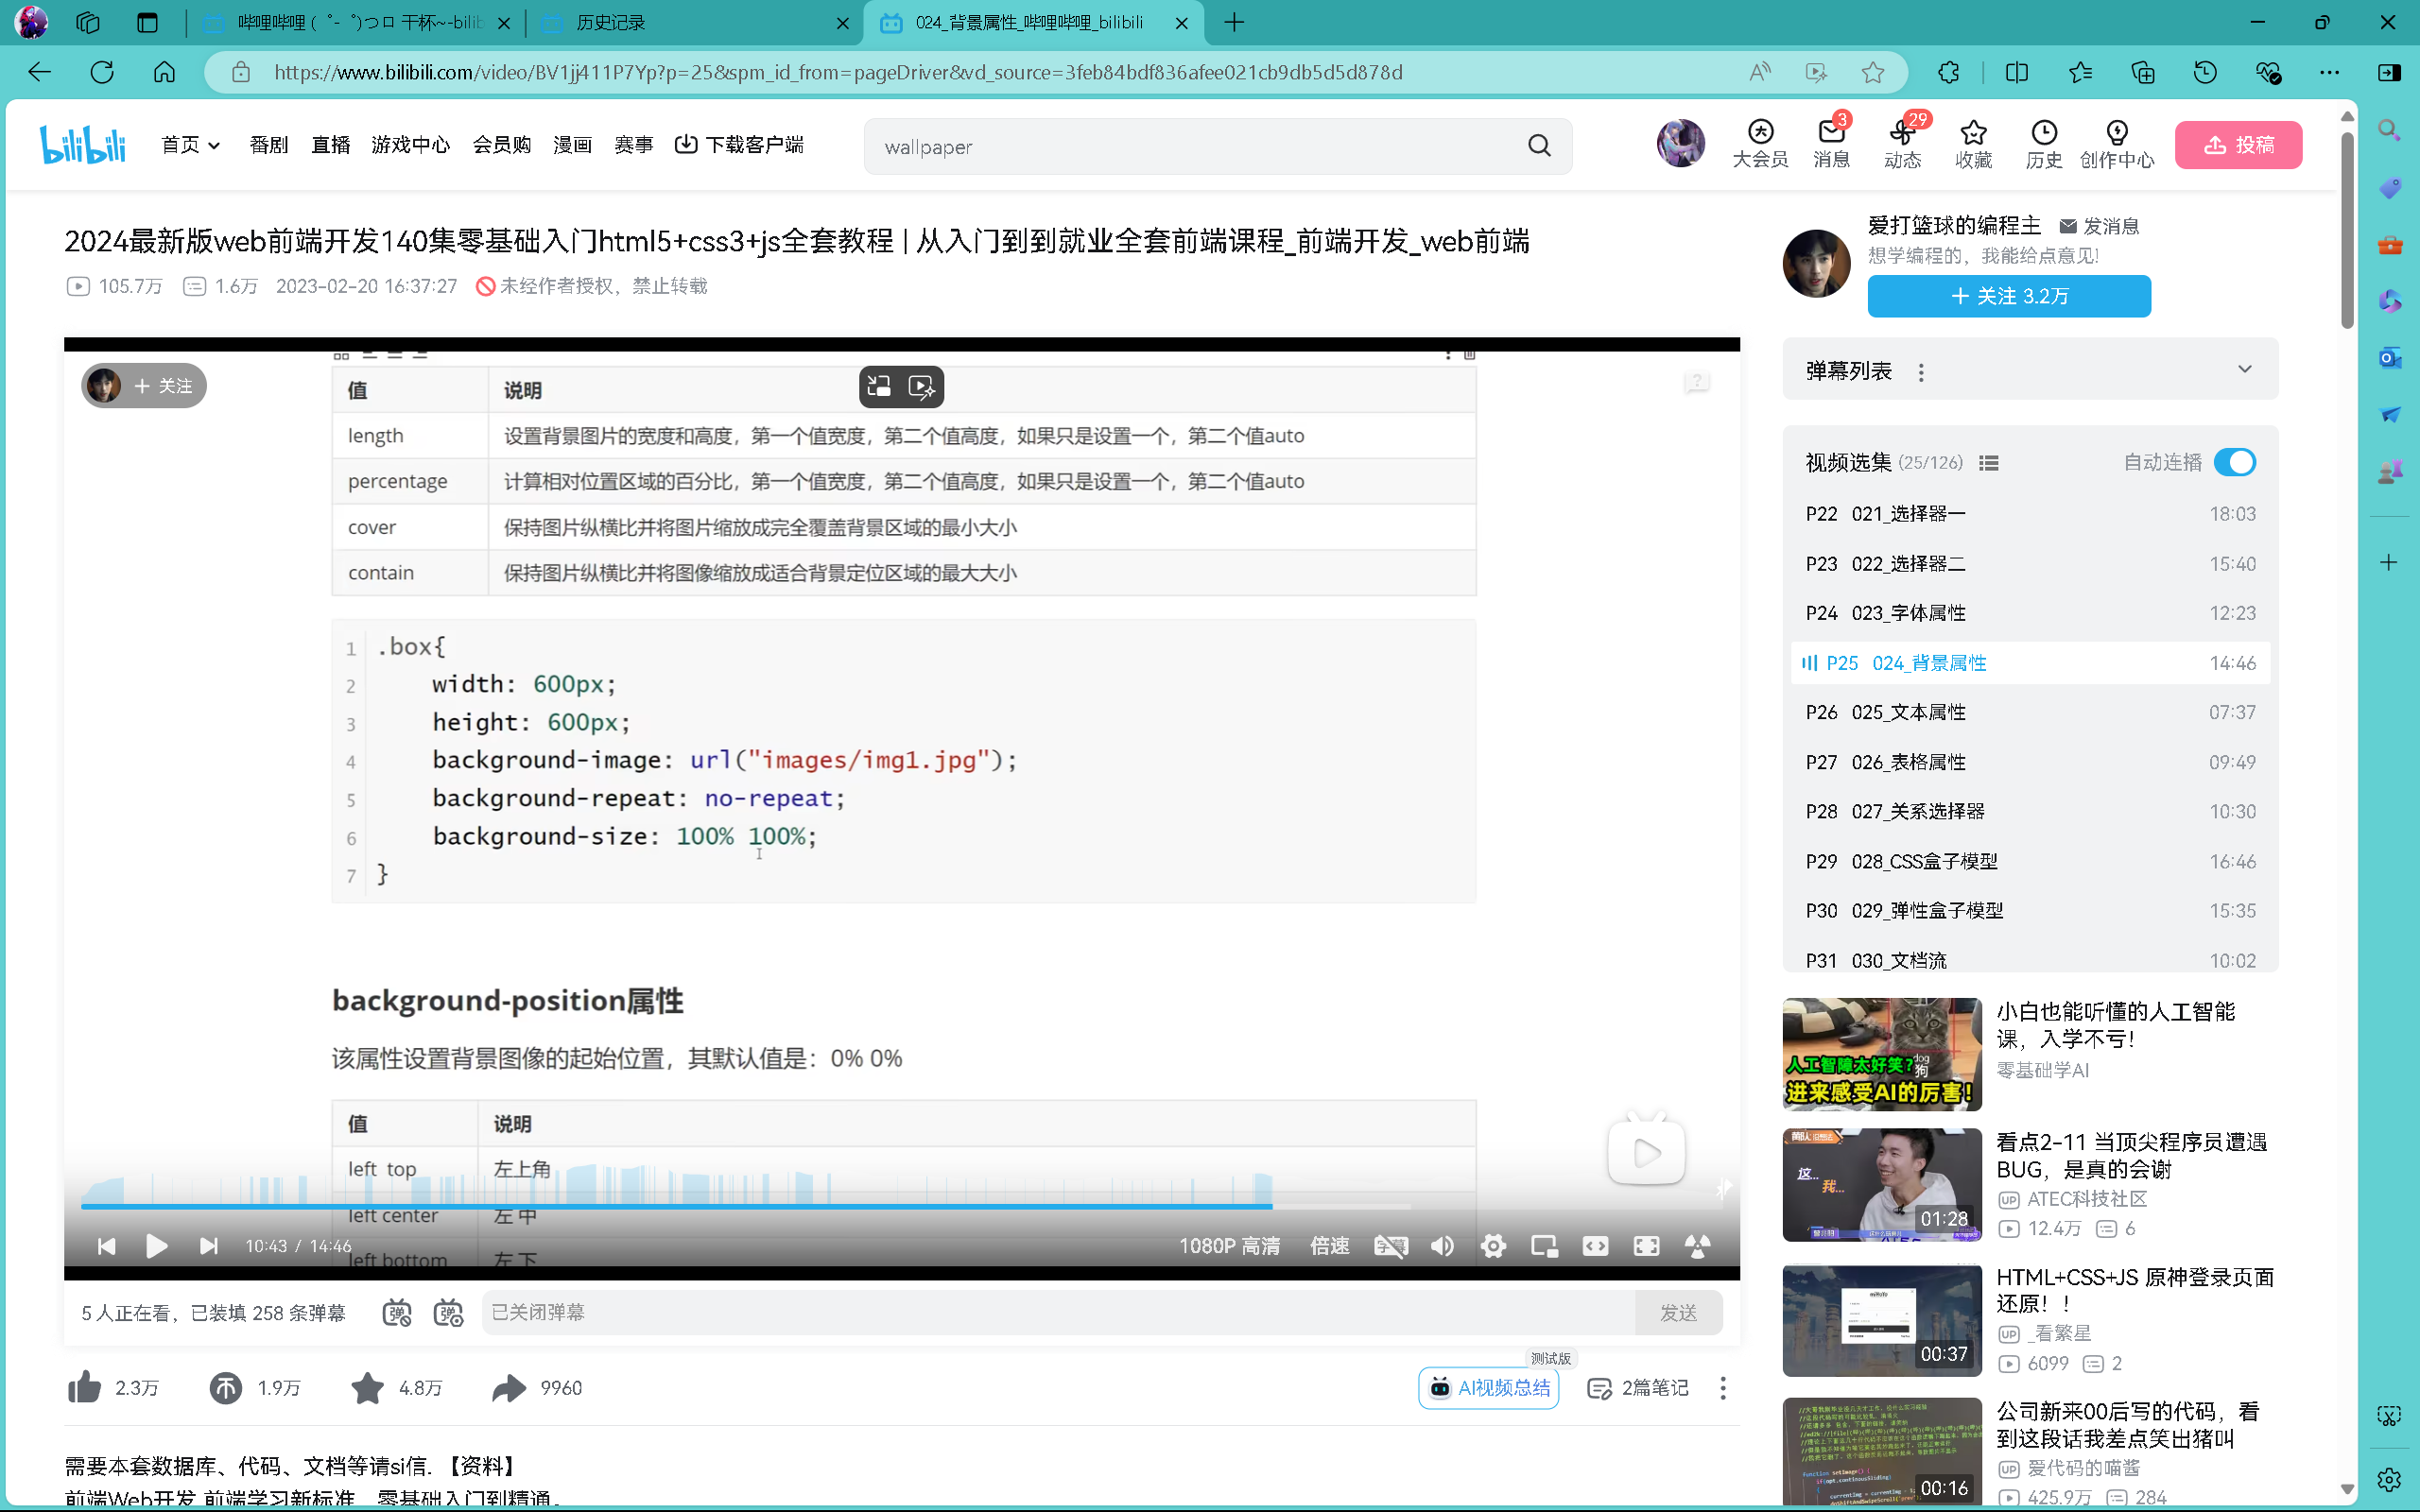 哔哩哔哩 (゜-゜)つロ 干杯~-bilib
历史记录
024_背景属性_哔哩哔哩_bilibili
https://www.bilibili.com/video/BV1jj411P7Yp?p=25&spm_id_from=pageDriver&vd_source=3feb84bdf836afee021cb9db5d5d878d
bilibili
首页
番剧
直播
游戏中心
会员购
漫画
赛事
下载客户端
wallpaper
大会员
3
消息
29
动态
收藏
历史
创作中心
投稿
2024最新版web前端开发140集零基础入门html5+css3+js全套教程 | 从入门到到就业全套前端课程_前端开发_web前端
105.7万
1.6万
2023-02-20 16:37:27
未经作者授权，禁止转载
爱打篮球的编程主
发消息
想学编程的，我能给点意见!
+ 关注 3.2万
+ 关注
值 说明
length 设置背景图片的宽度和高度，第一个值宽度，第二个值高度，如果只是设置一个，第二个值auto
percentage 计算相对位置区域的百分比，第一个值宽度，第二个值高度，如果只是设置一个，第二个值auto
cover 保持图片纵横比并将图片缩放成完全覆盖背景区域的最小大小
contain 保持图片纵横比并将图像缩放成适合背景定位区域的最大大小
1 .box{
2 width: 600px;
3 height: 600px;
4 background-image: url("images/img1.jpg");
5 background-repeat: no-repeat;
6 background-size: 100% 100%;
7 }
background-position属性
该属性设置背景图像的起始位置，其默认值是：0% 0%
值 说明
left top 左上角
left center 左 中
left bottom 左 下
10:43 / 14:46
1080P 高清
倍速
字幕
5 人正在看，已装填 258 条弹幕
已关闭弹幕
发送
2.3万
1.9万
4.8万
9960
测试版
AI视频总结
2篇笔记
需要本套数据库、代码、文档等请si信. 【资料】
前端Web开发 前端学习新标准，零基础入门到精通。
弹幕列表
视频选集 (25/126)
自动连播
P22 021_选择器一 18:03
P23 022_选择器二 15:40
P24 023_字体属性 12:23
P25 024_背景属性 14:46
P26 025_文本属性 07:37
P27 026_表格属性 09:49
P28 027_关系选择器 10:30
P29 028_CSS盒子模型 16:46
P30 029_弹性盒子模型 15:35
P31 030_文档流 10:02
dog
狗
人工智障太好笑?
进来感受AI的厉害!
小白也能听懂的人工智能
课，入学不亏!
零基础学AI
这...
我...
01:28
看点2-11 当顶尖程序员遭遇
BUG，是真的会谢
UP ATEC科技社区
12.4万 6
00:37
HTML+CSS+JS 原神登录页面
还原! !
UP _看繁星
6099 2
00:16
公司新来00后写的代码，看
到这段话我差点笑出猪叫
UP 爱代码的喵酱
425.9万 284